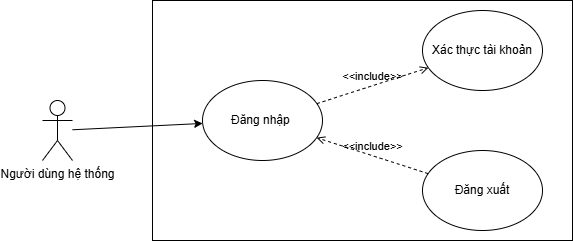 Xác thực tài khoản
<<include>>
Đăng nhập
<<include>>
Người dùng hệ thống
Đăng xuất